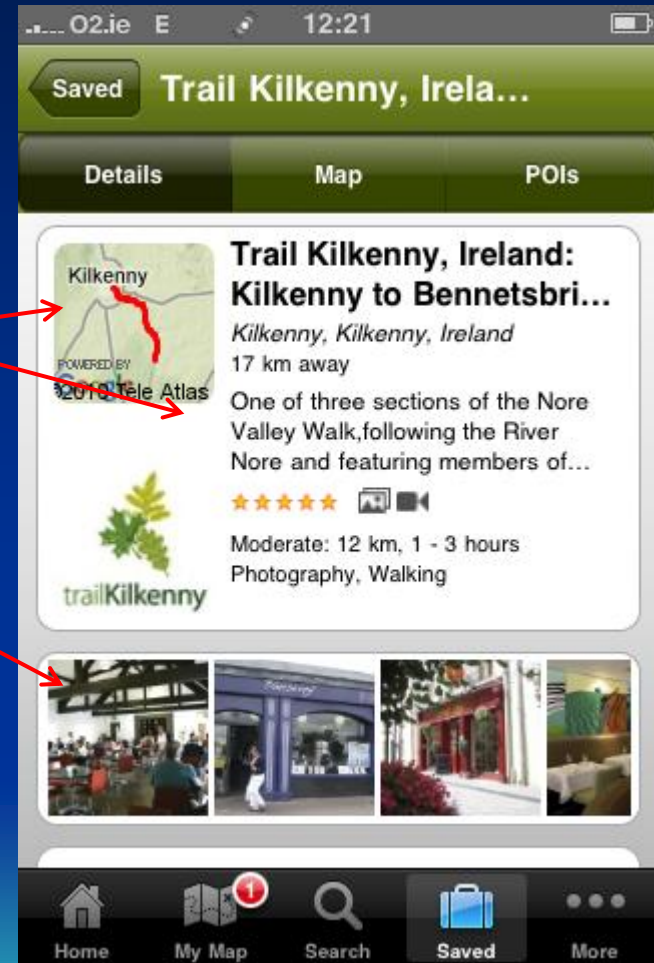 O2.ie E 12:21
Saved Trail Kilkenny, Irela...
Details Map POIs
Kilkenny
POWERED BY
Google
©2010 Tele Atlas
Trail Kilkenny, Ireland:
Kilkenny to Bennetsbri...
Kilkenny, Kilkenny, Ireland
17 km away
One of three sections of the Nore
Valley Walk,following the River
Nore and featuring members of...
Moderate: 12 km, 1 - 3 hours
Photography, Walking
trailKilkenny
1
Home My Map Search Saved More